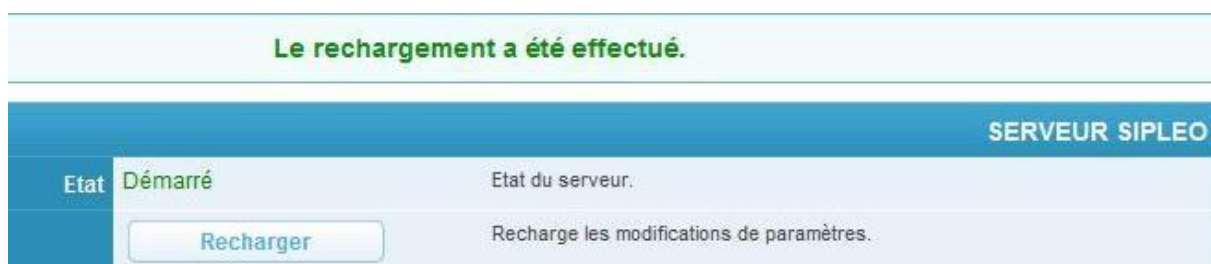 Le rechargement a été effectué.
SERVEUR SIPLEO
Etat Démarré Etat du serveur.
Recharger Recharge les modifications de paramètres.